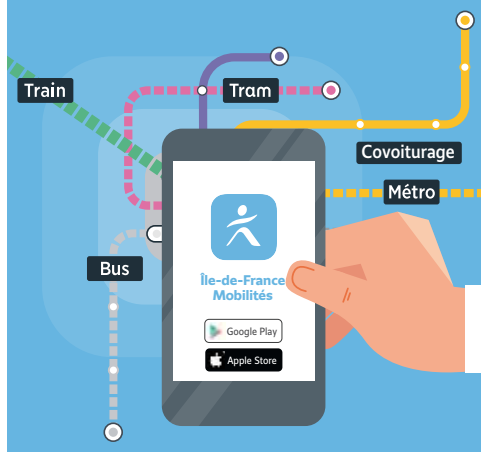 Train
Tram
Covoiturage
Métro
Bus
Île-de-France
Mobilités
Google Play
Apple Store